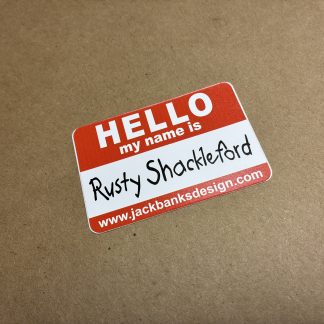 HELLO
my name is
Rusty Shackleford
www.jackbanksdesign.com